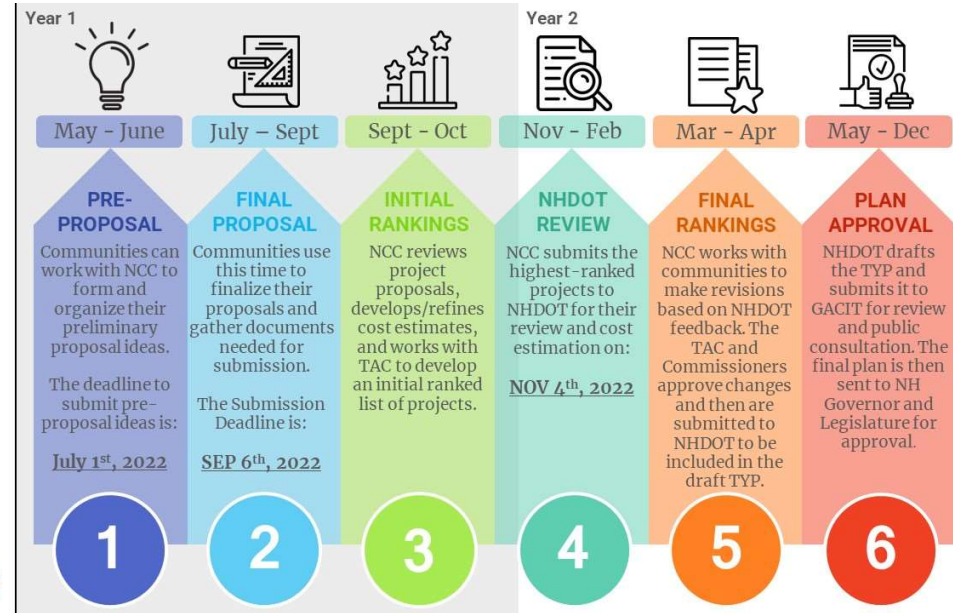 Year 1
Year 2
May - June
July – Sept
Sept - Oct
Nov - Feb
Mar - Apr
May - Dec
PRE-
PROPOSAL
Communities can
work with NCC to
form and
organize their
preliminary
proposal ideas.
The deadline to
submit pre-
proposal ideas is:
July 1st, 2022
1
FINAL
PROPOSAL
Communities use
this time to
finalize their
proposals and
gather documents
needed for
submission.
The Submission
Deadline is:
SEP 6th, 2022
2
INITIAL
RANKINGS
NCC reviews
project
proposals,
develops/refines
cost estimates,
and works with
TAC to develop
an initial ranked
list of projects.
3
NHDOT
REVIEW
NCC submits the
highest-ranked
projects to
NHDOT for their
review and cost
estimation on:
NOV 4th, 2022
4
FINAL
RANKINGS
NCC works with
communities to
make revisions
based on NHDOT
feedback. The
TAC and
Commissioners
approve changes
and then are
submitted to
NHDOT to be
included in the
draft TYP.
5
PLAN
APPROVAL
NHDOT drafts
the TYP and
submits it to
GACIT for review
and public
consultation. The
final plan is then
sent to NH
Governor and
Legislature for
approval.
6